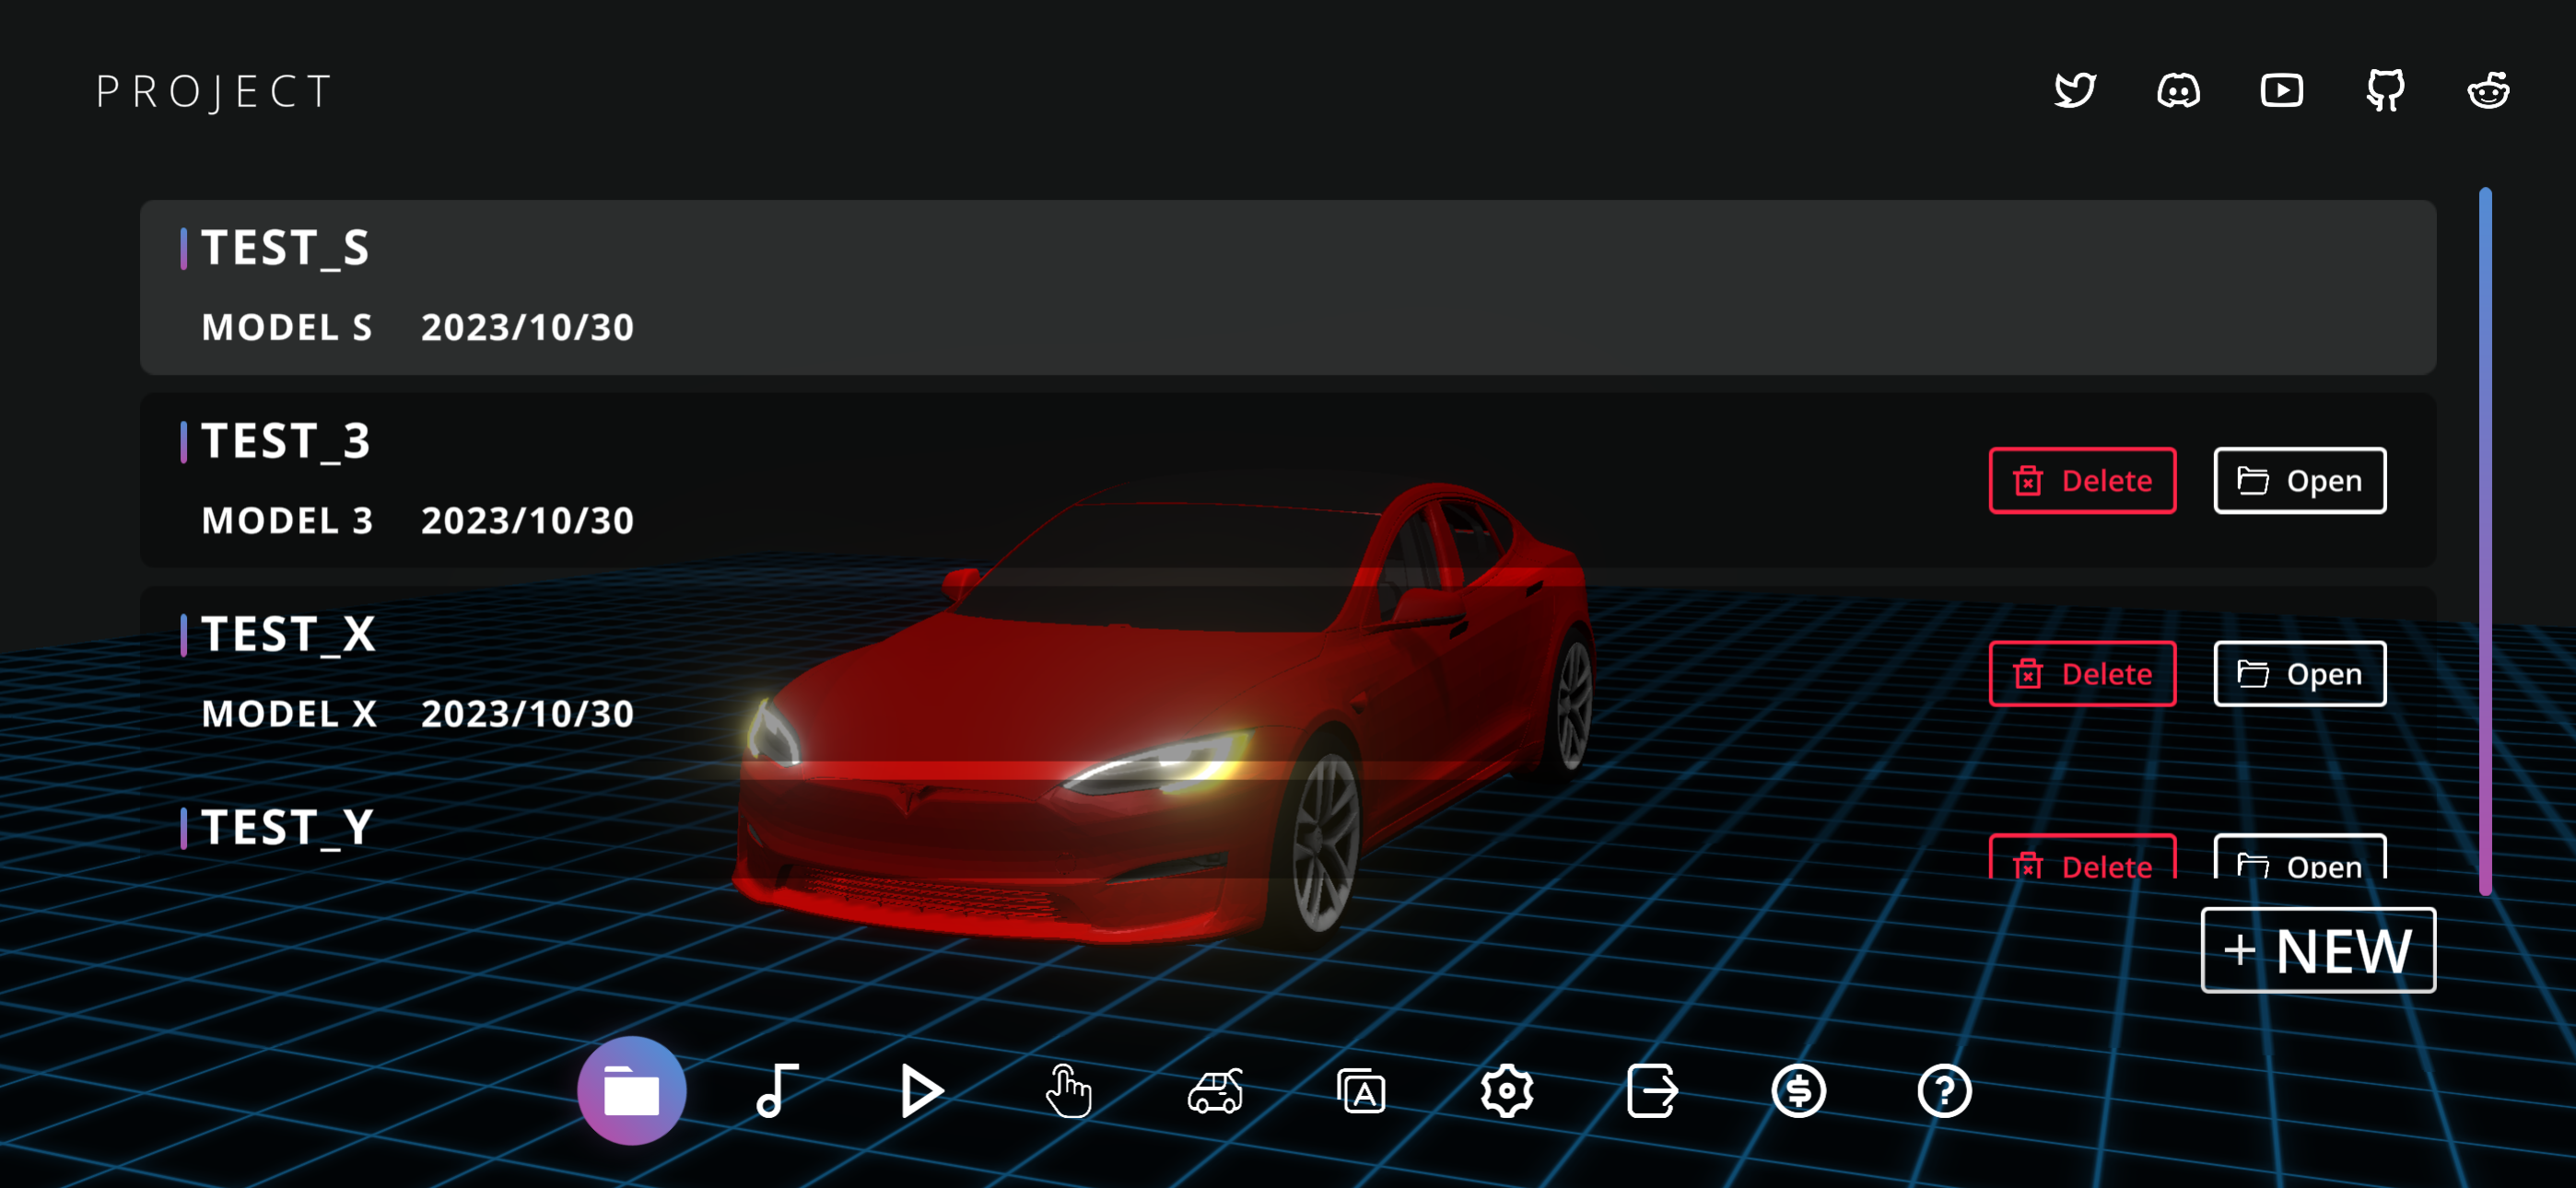 PROJECT
TEST_S
MODEL S 2023/10/30
TEST_3
MODEL 3 2023/10/30
Delete Open
TEST_X
MODEL X 2023/10/30
Delete Open
TEST_Y
Delete Open
+ NEW